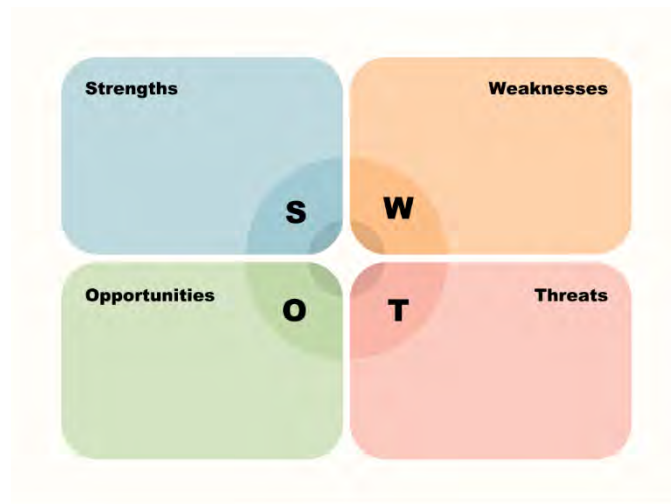 Strengths
Weaknesses
S
W
Opportunities
Threats
O
T